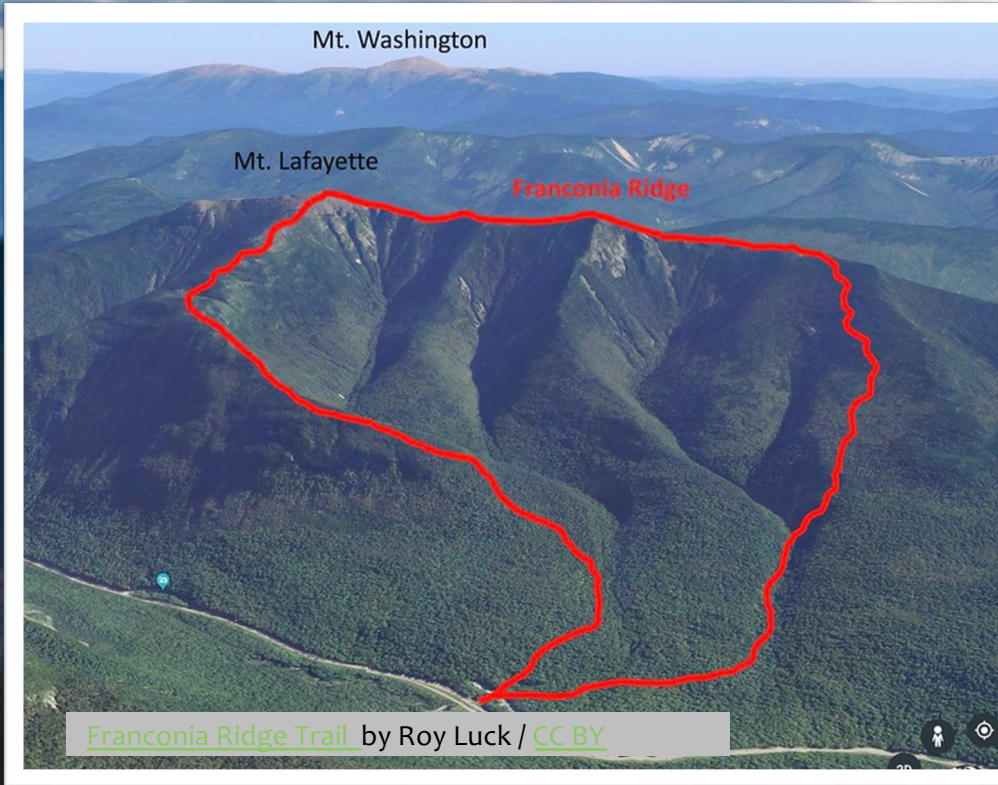 Mt. Washington
Mt. Lafayette
Franconia Ridge
Franconia Ridge Trail by Roy Luck / CC BY